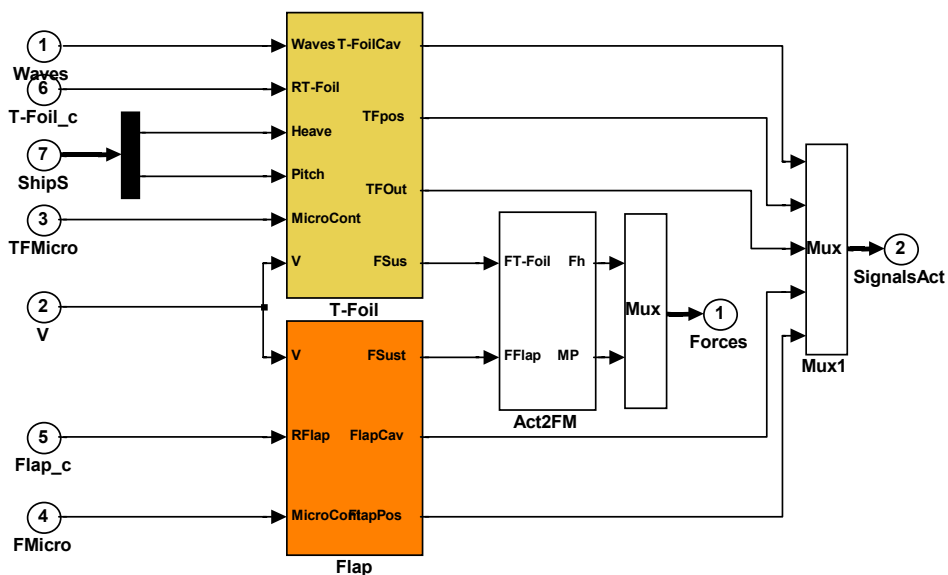 1
Waves
6
T-Foil_c
7
ShipS
3
TFMicro
2
V
5
Flap_c
4
FMicro
Waves T-FoilCav
RT-Foil
TFpos
Heave
Pitch
TFOut
MicroCont
V FSus
T-Foil
V FSust
RFlap FlapCav
MicroCont FlapPos
Flap
FT-Foil Fh
FFlap MP
Act2FM
Mux
1
Forces
Mux
Mux1
2
SignalsAct